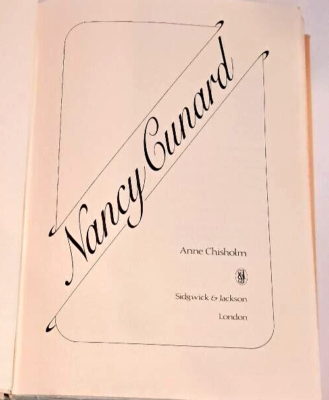 Nancy Cunard
Anne Chisholm
Sidgwick & Jackson
London